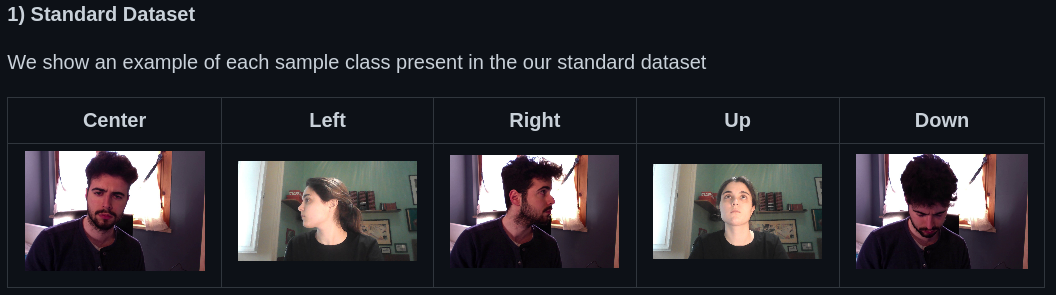 1) Standard Dataset
We show an example of each sample class present in the our standard dataset
Center Left Right Up Down